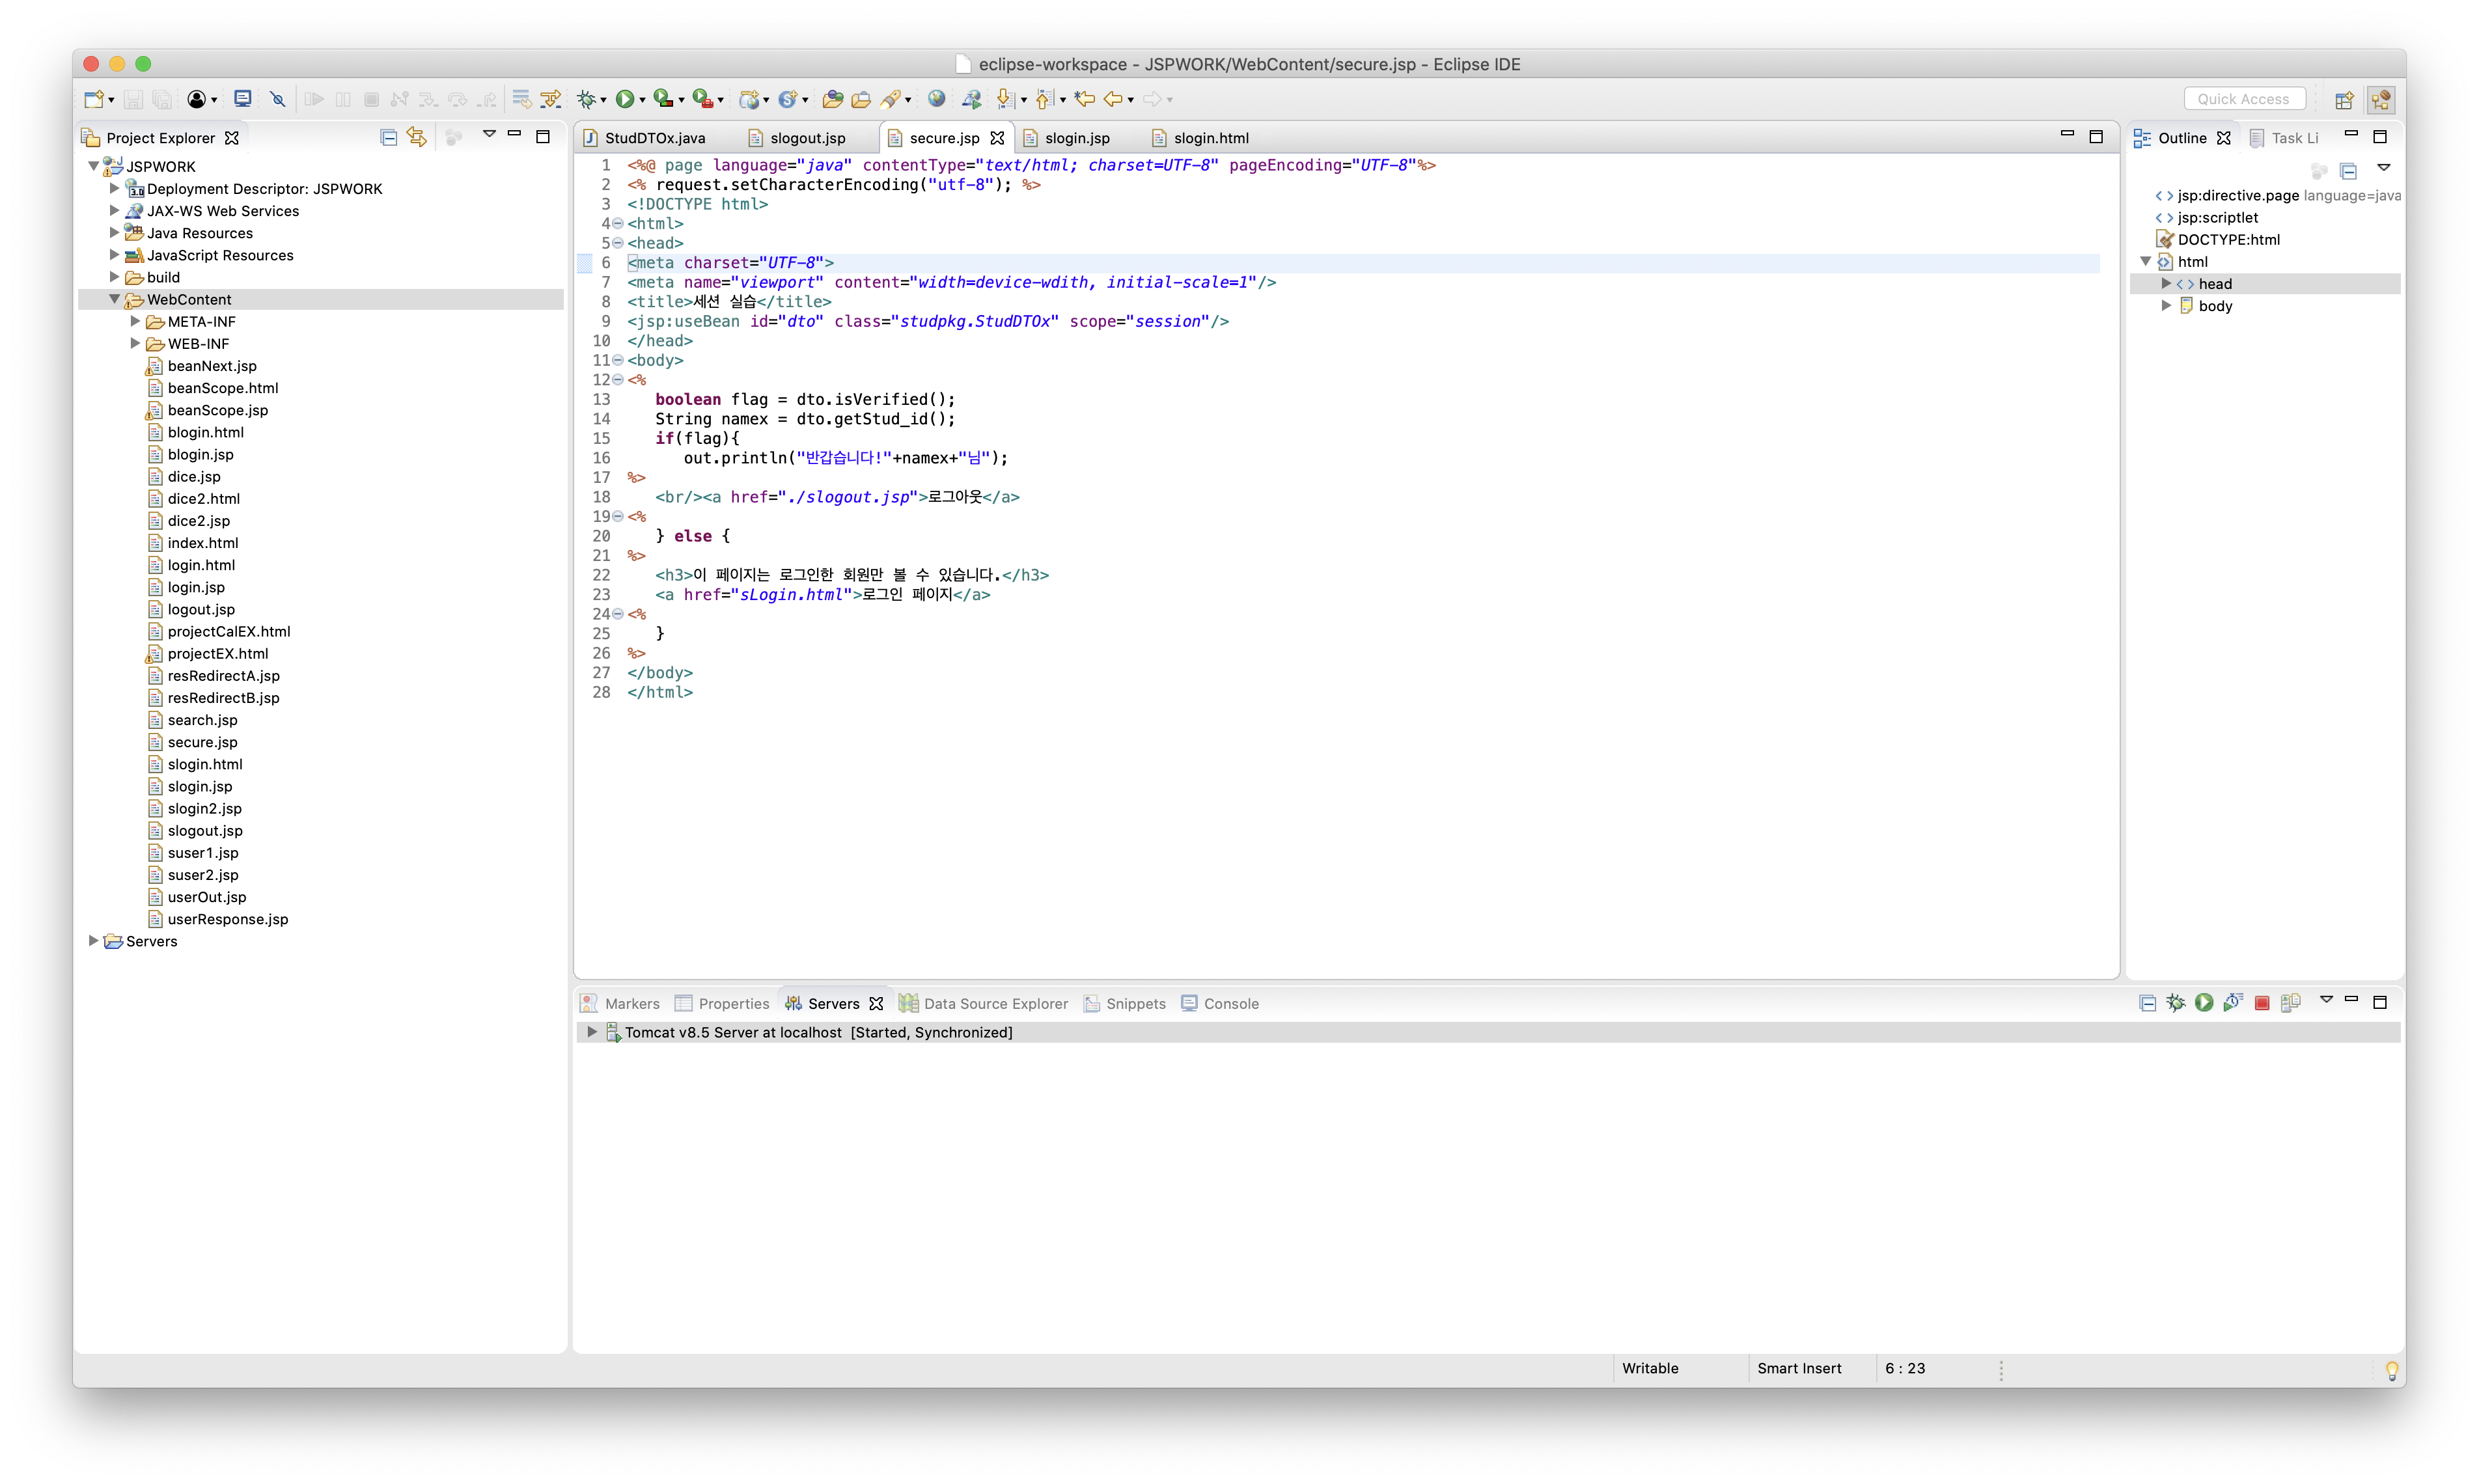 eclipse-workspace - JSPWORK/WebContent/secure.jsp - Eclipse IDE
Quick Access
Project Explorer
JSPWORK
Deployment Descriptor: JSPWORK
JAX-WS Web Services
Java Resources
JavaScript Resources
build
WebContent
META-INF
WEB-INF
beanNext.jsp
beanScope.html
beanScope.jsp
blogin.html
blogin.jsp
dice.jsp
dice2.html
dice2.jsp
index.html
login.html
login.jsp
logout.jsp
projectCalEX.html
projectEX.html
resRedirectA.jsp
resRedirectB.jsp
search.jsp
secure.jsp
slogin.html
slogin.jsp
slogin2.jsp
slogout.jsp
suser1.jsp
suser2.jsp
userOut.jsp
userResponse.jsp
Servers
StudDTOx.java slogout.jsp secure.jsp slogin.jsp slogin.html
1 <%@ page language="java" contentType="text/html; charset=UTF-8" pageEncoding="UTF-8"%>
2 <% request.setCharacterEncoding("utf-8"); %>
3 <!DOCTYPE html>
4 <html>
5 <head>
6 <meta charset="UTF-8">
7 <meta name="viewport" content="width=device-wdith, initial-scale=1"/>
8 <title>세션 실습</title>
9 <jsp:useBean id="dto" class="studpkg.StudDTOx" scope="session"/>
10 </head>
11 <body>
12 <%
13 boolean flag = dto.isVerified();
14 String namex = dto.getStud_id();
15 if(flag){
16 out.println("반갑습니다!"+namex+"님");
17 %>
18 <br/><a href="./slogout.jsp">로그아웃</a>
19 <%
20 } else {
21 %>
22 <h3>이 페이지는 로그인한 회원만 볼 수 있습니다.</h3>
23 <a href="sLogin.html">로그인 페이지</a>
24 <%
25 }
26 %>
27 </body>
28 </html>
Outline Task Li
jsp:directive.page language=java
jsp:scriptlet
DOCTYPE:html
html
head
body
Markers Properties Servers Data Source Explorer Snippets Console
Tomcat v8.5 Server at localhost [Started, Synchronized]
Writable Smart Insert 6 : 23